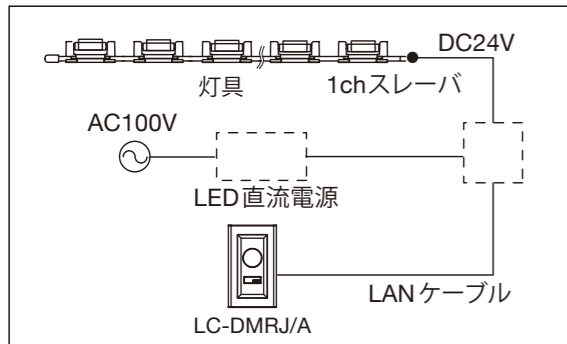 DC24V
灯具
1chスレーバ
AC100V
LED直流電源
LANケーブル
LC-DMRJ/A